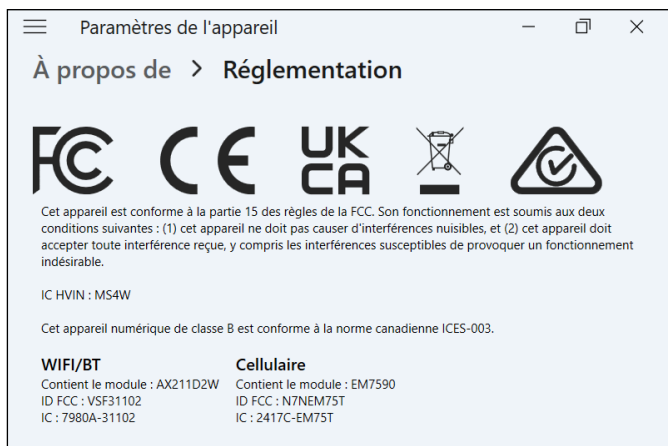 Paramètres de l'appareil
À propos de > Réglementation
FC CE UK CA
Cet appareil est conforme à la partie 15 des règles de la FCC. Son fonctionnement est soumis aux deux
conditions suivantes : (1) cet appareil ne doit pas causer d'interférences nuisibles, et (2) cet appareil doit
accepter toute interférence reçue, y compris les interférences susceptibles de provoquer un fonctionnement
indésirable.
IC HVIN : MS4W
Cet appareil numérique de classe B est conforme à la norme canadienne ICES-003.
WIFI/BT
Contient le module : AX211D2W
ID FCC : VSF31102
IC : 7980A-31102
Cellulaire
Contient le module : EM7590
ID FCC : N7NEM75T
IC : 2417C-EM75T